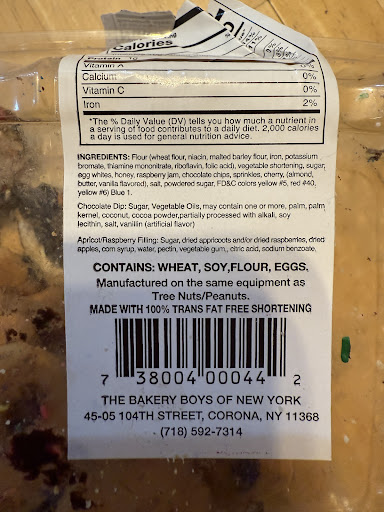 Calories
Protein
Vitamin A 0%
Calcium 0%
Vitamin C 0%
Iron 2%
*The % Daily Value (DV) tells you how much a nutrient in
a serving of food contributes to a daily diet. 2,000 calories
a day is used for general nutrition advice.
INGREDIENTS: Flour (wheat flour, niacin, malted barley flour, iron, potassium
bromate, thiamine mononitrate, riboflavin, folic acid), vegetable shortening, sugar,
egg whites, honey, raspberry jam, chocolate chips, sprinkles, cherry, (almond,
butter, vanilla flavored), salt, powdered sugar, FD&C colors yellow #5, red #40,
yellow #6) Blue 1.
Chocolate Dip: Sugar, Vegetable Oils, may contain one or more, palm, palm
kernel, coconut, cocoa powder,partially processed with alkali, soy
lecithin, salt, vanillin (artificial flavor)
Apricot/Raspberry Filling: Sugar, dried appricoots and/or dried raspberries, dried
apples, corn syrup, water, pectin, vegetable gum,, citric acid, sodium benzoate,
CONTAINS: WHEAT, SOY,FLOUR, EGGS.
Manufactured on the same equipment as
Tree Nuts/Peanuts.
MADE WITH 100% TRANS FAT FREE SHORTENING
7 38004 00044 2
THE BAKERY BOYS OF NEW YORK
45-05 104TH STREET, CORONA, NY 11368
(718) 592-7314